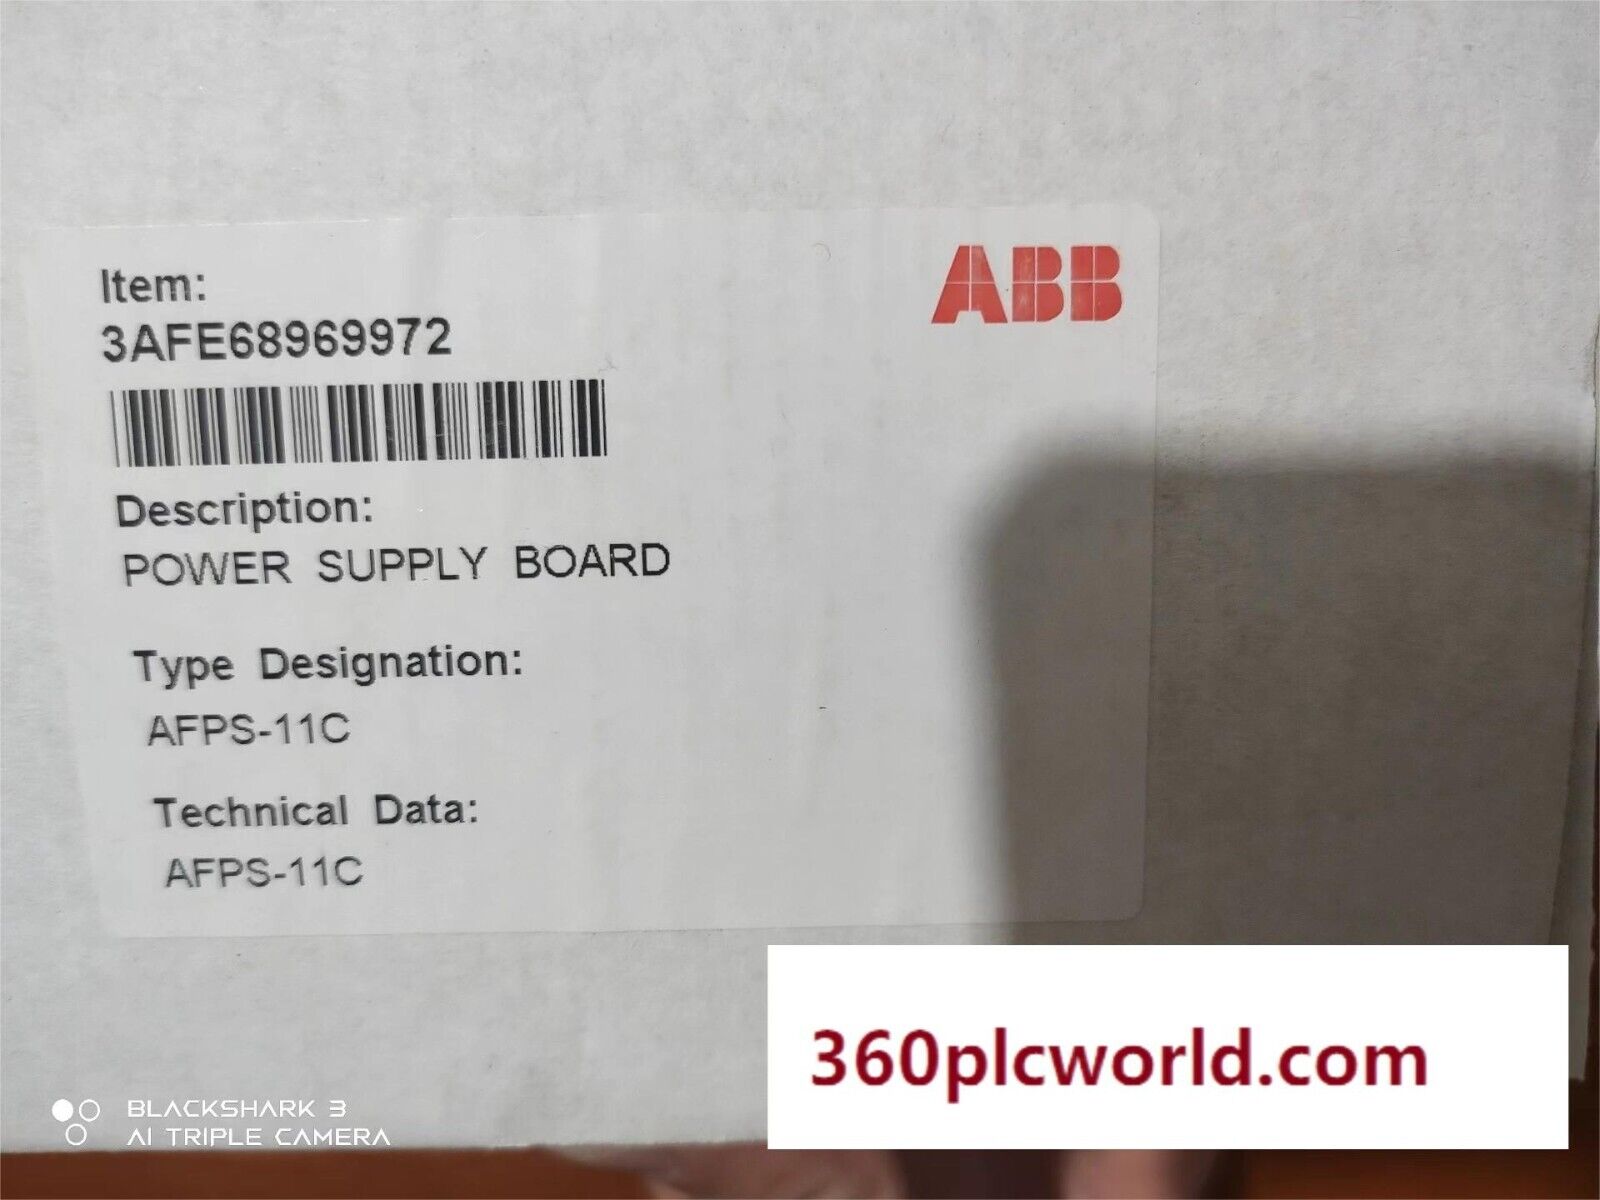 ABB
Item:
3AFE68969972
Description:
POWER SUPPLY BOARD
Type Designation:
AFPS-11C
Technical Data:
AFPS-11C
360plcworld.com
BLACKSHARK 3
AI TRIPLE CAMERA